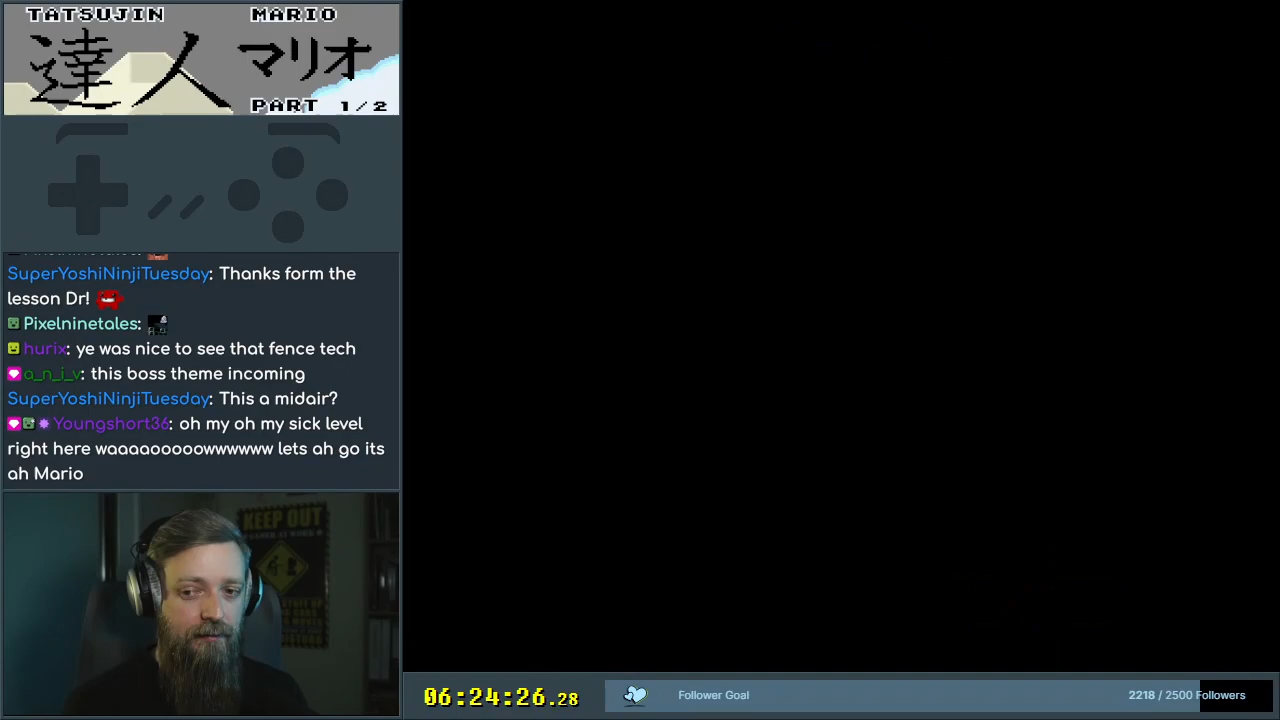 TATSUJIN MARIO
達人 マリオ
PART 1/2
SuperYoshiNinjiTuesday: Thanks form the
lesson Dr!
Pixelninetales:
hurix: ye was nice to see that fence tech
a_n_i_v: this boss theme incoming
SuperYoshiNinjiTuesday: This a midair?
Youngshort36: oh my oh my sick level
right here waaaaooooowwwwww lets ah go its
ah Mario
KEEP OUT
06:24:26.28
Follower Goal
2218 / 2500 Followers